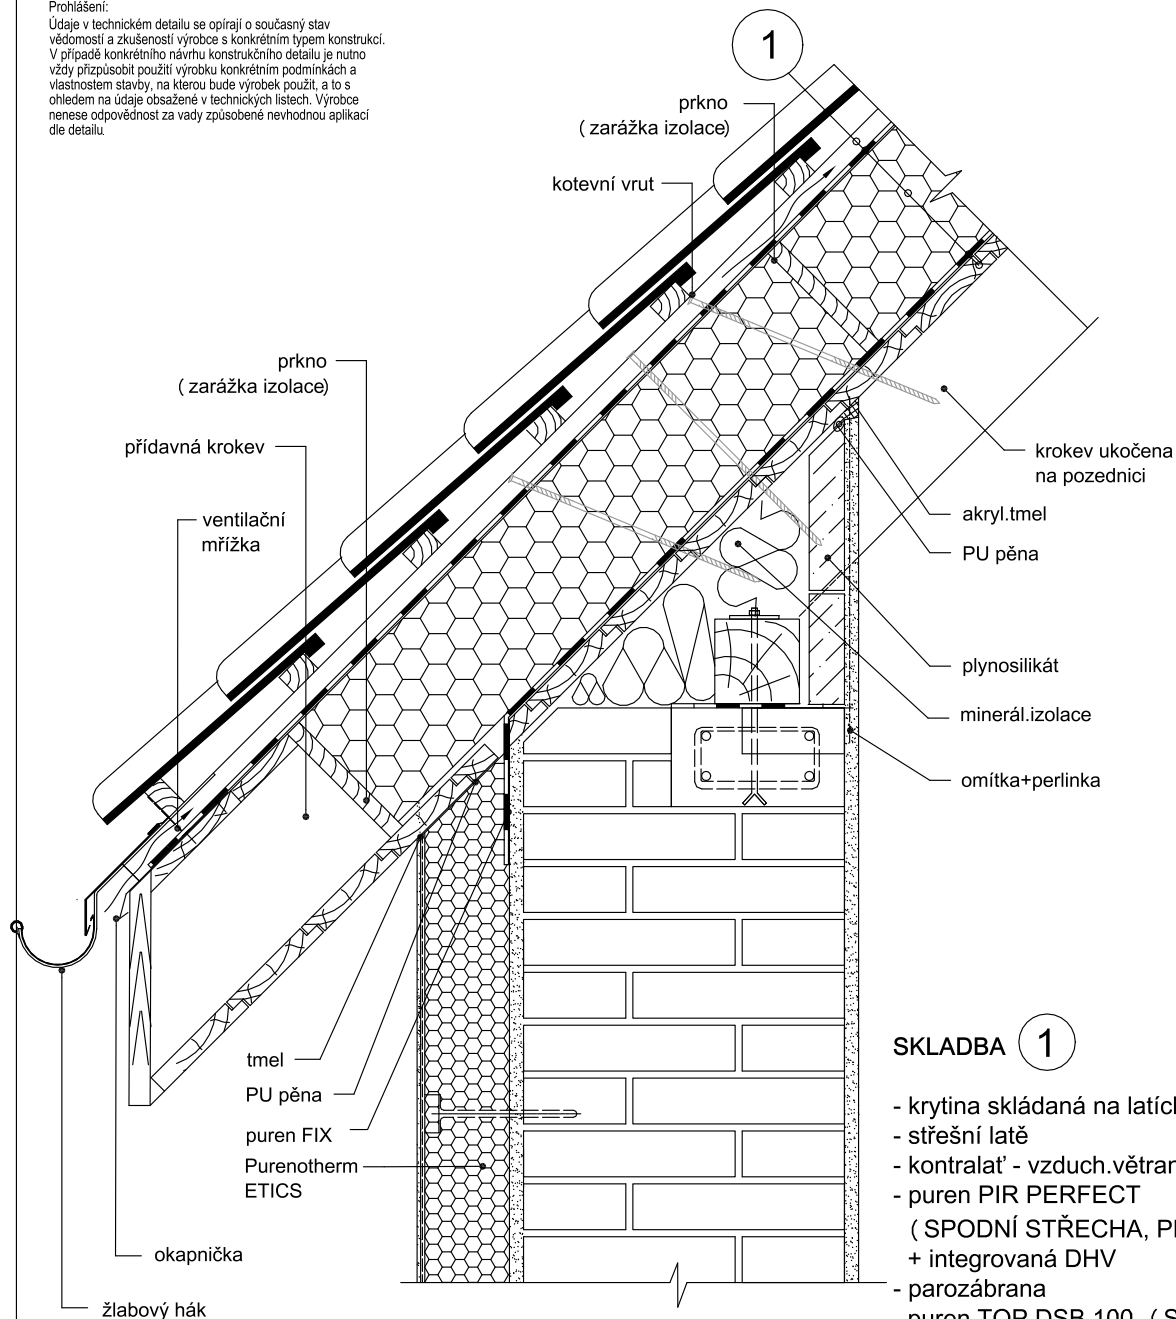 Prohlášení:
Údaje v technickém detailu se opírají o současný stav
vědomostí a zkušeností výrobce s konkrétním typem konstrukcí.
V případě konkrétního návrhu konstrukčního detailu je nutno
vždy přizpůsobit použití výrobku konkrétním podmínkách a
vlastnostem stavby, na kterou bude výrobek použit, a to s
ohledem na údaje obsažené v technických listech. Výrobce
nenese odpovědnost za vady způsobené nevhodnou aplikací
dle detailu.
1
prkno
( zarážka izolace)
kotevní vrut
prkno
( zarážka izolace)
přídavná krokev
ventilační
mřížka
krokev ukočena
na pozednici
akryl.tmel
PU pěna
plynosilikát
minerál.izolace
omítka+perlinka
tmel
PU pěna
puren FIX
Purenotherm
ETICS
okapnička
žlabový hák
SKLADBA 1
- krytina skládaná na
- střešní latě
- kontralať -
- puren PIR PERFECT
( SPODNÍ STŘECHA,
+ integrovaná DHV
- parozábrana
puren TOP DSB 100